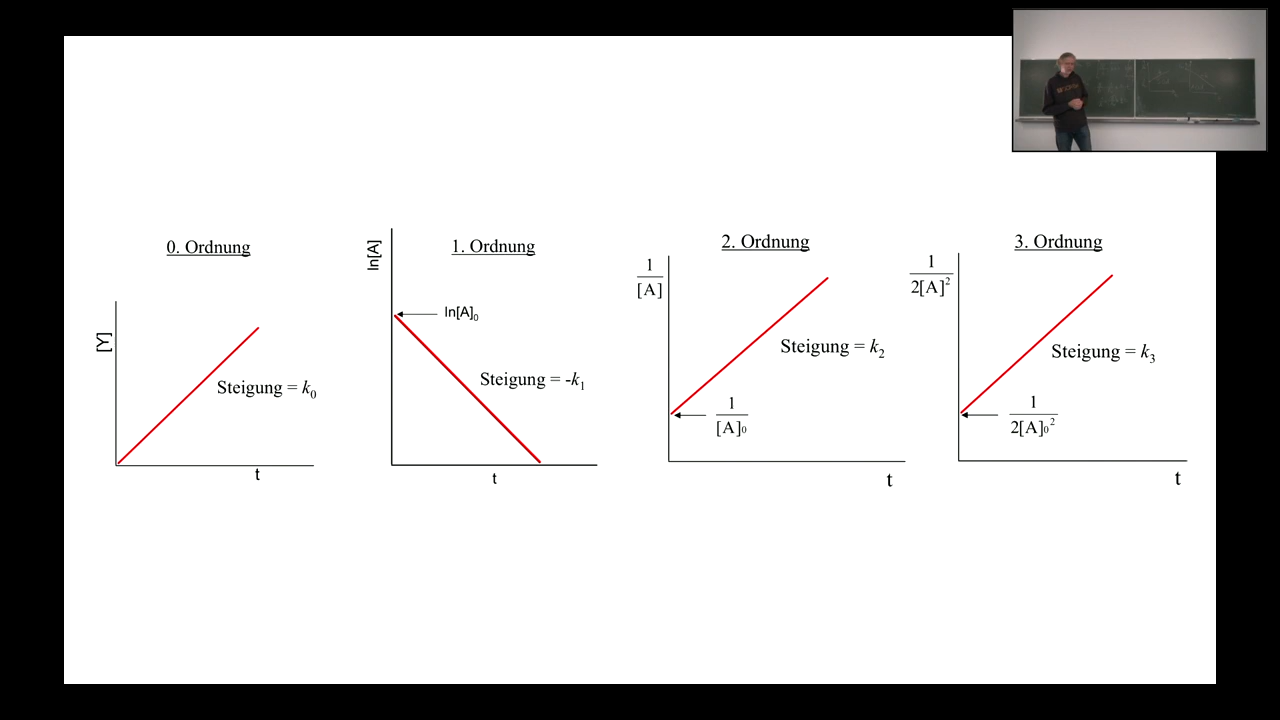 0. Ordnung
[Y]
Steigung = k₀
t
1. Ordnung
ln[A]
ln[A]₀
Steigung = -k₁
t
2. Ordnung
1
[A]
Steigung = k₂
1
[A]₀
t
3. Ordnung
1
2[A]²
Steigung = k₃
1
2[A]₀²
t